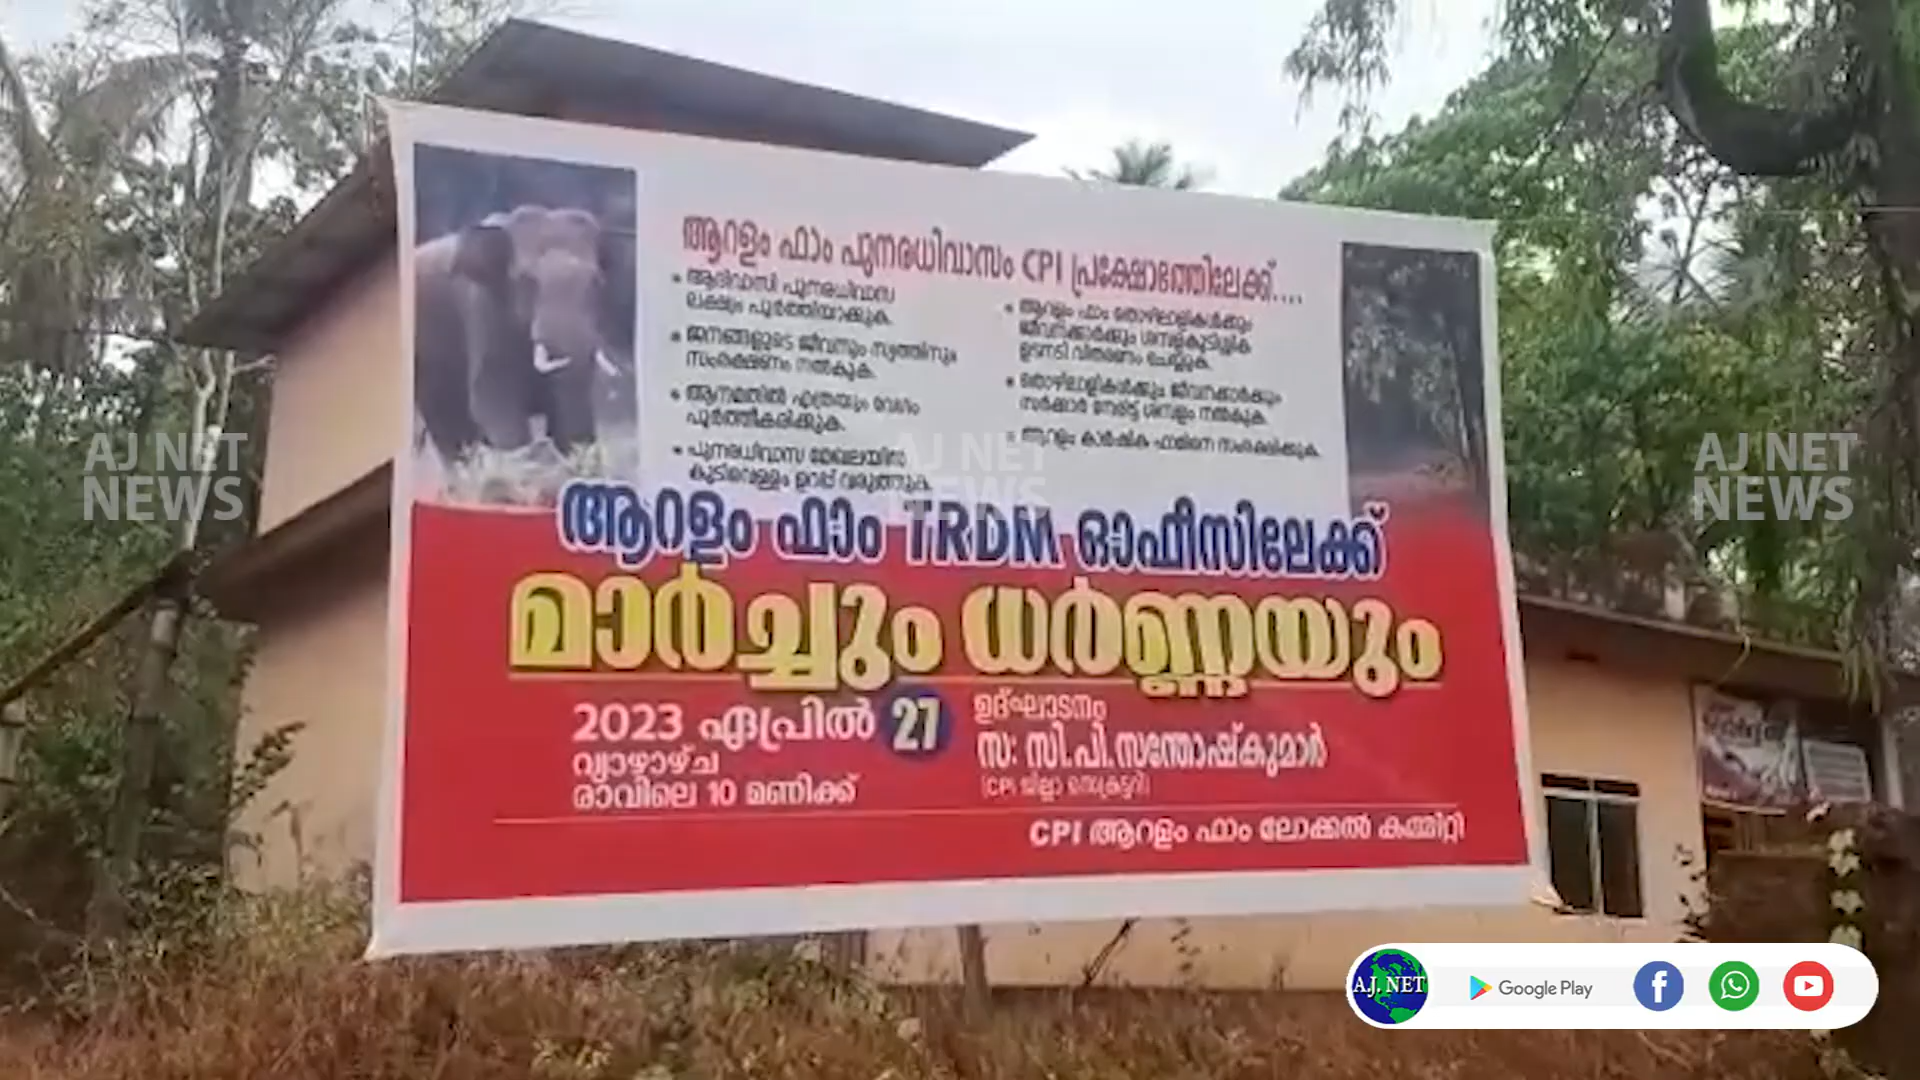 ആറളം ഫാം പുനരധിവാസം CPI പ്രക്ഷോഭത്തിലേക്ക്....
• ആദിവാസി പുനരധിവാസ
ലക്ഷ്യം പൂർത്തിയാക്കുക.
• ജനങ്ങളുടെ ജീവനും സ്വത്തിനും
സംരക്ഷണം നൽകുക.
• ആനമതിൽ എത്രയും വേഗം
പൂർത്തീകരിക്കുക.
• പുനരധിവാസ മേഖലയിൽ
കുടിവെള്ളം ഉറപ്പ് വരുത്തുക.
• ആറളം ഫാം തൊഴിലാളികൾക്കും
ജീവനക്കാർക്കും ശമ്പളകുടിശ്ശിക
ഉടനടി വിതരണം ചെയ്യുക.
• തൊഴിലാളികൾക്കും ജീവനക്കാർക്കും
സർക്കാർ നേരിട്ട് ശമ്പളം നൽകുക.
• ആറളം കാർഷിക ഫാമിനെ സംരക്ഷിക്കുക.
ആറളം ഫാം TRDM ഓഫീസിലേക്ക്
മാർച്ചും ധർണ്ണയും
2023 ഏപ്രിൽ 27
വ്യാഴാഴ്ച
രാവിലെ 10 മണിക്ക്
ഉദ്ഘാടനം
സ: സി.പി.സന്തോഷ്കുമാർ
(CPI ജില്ലാ സെക്രട്ടറി)
CPI ആറളം ഫാം ലോക്കൽ കമ്മിറ്റി
AJ NET
NEWS
AJ NET
NEWS
AJ NET
NEWS
A.J. NET
Google Play